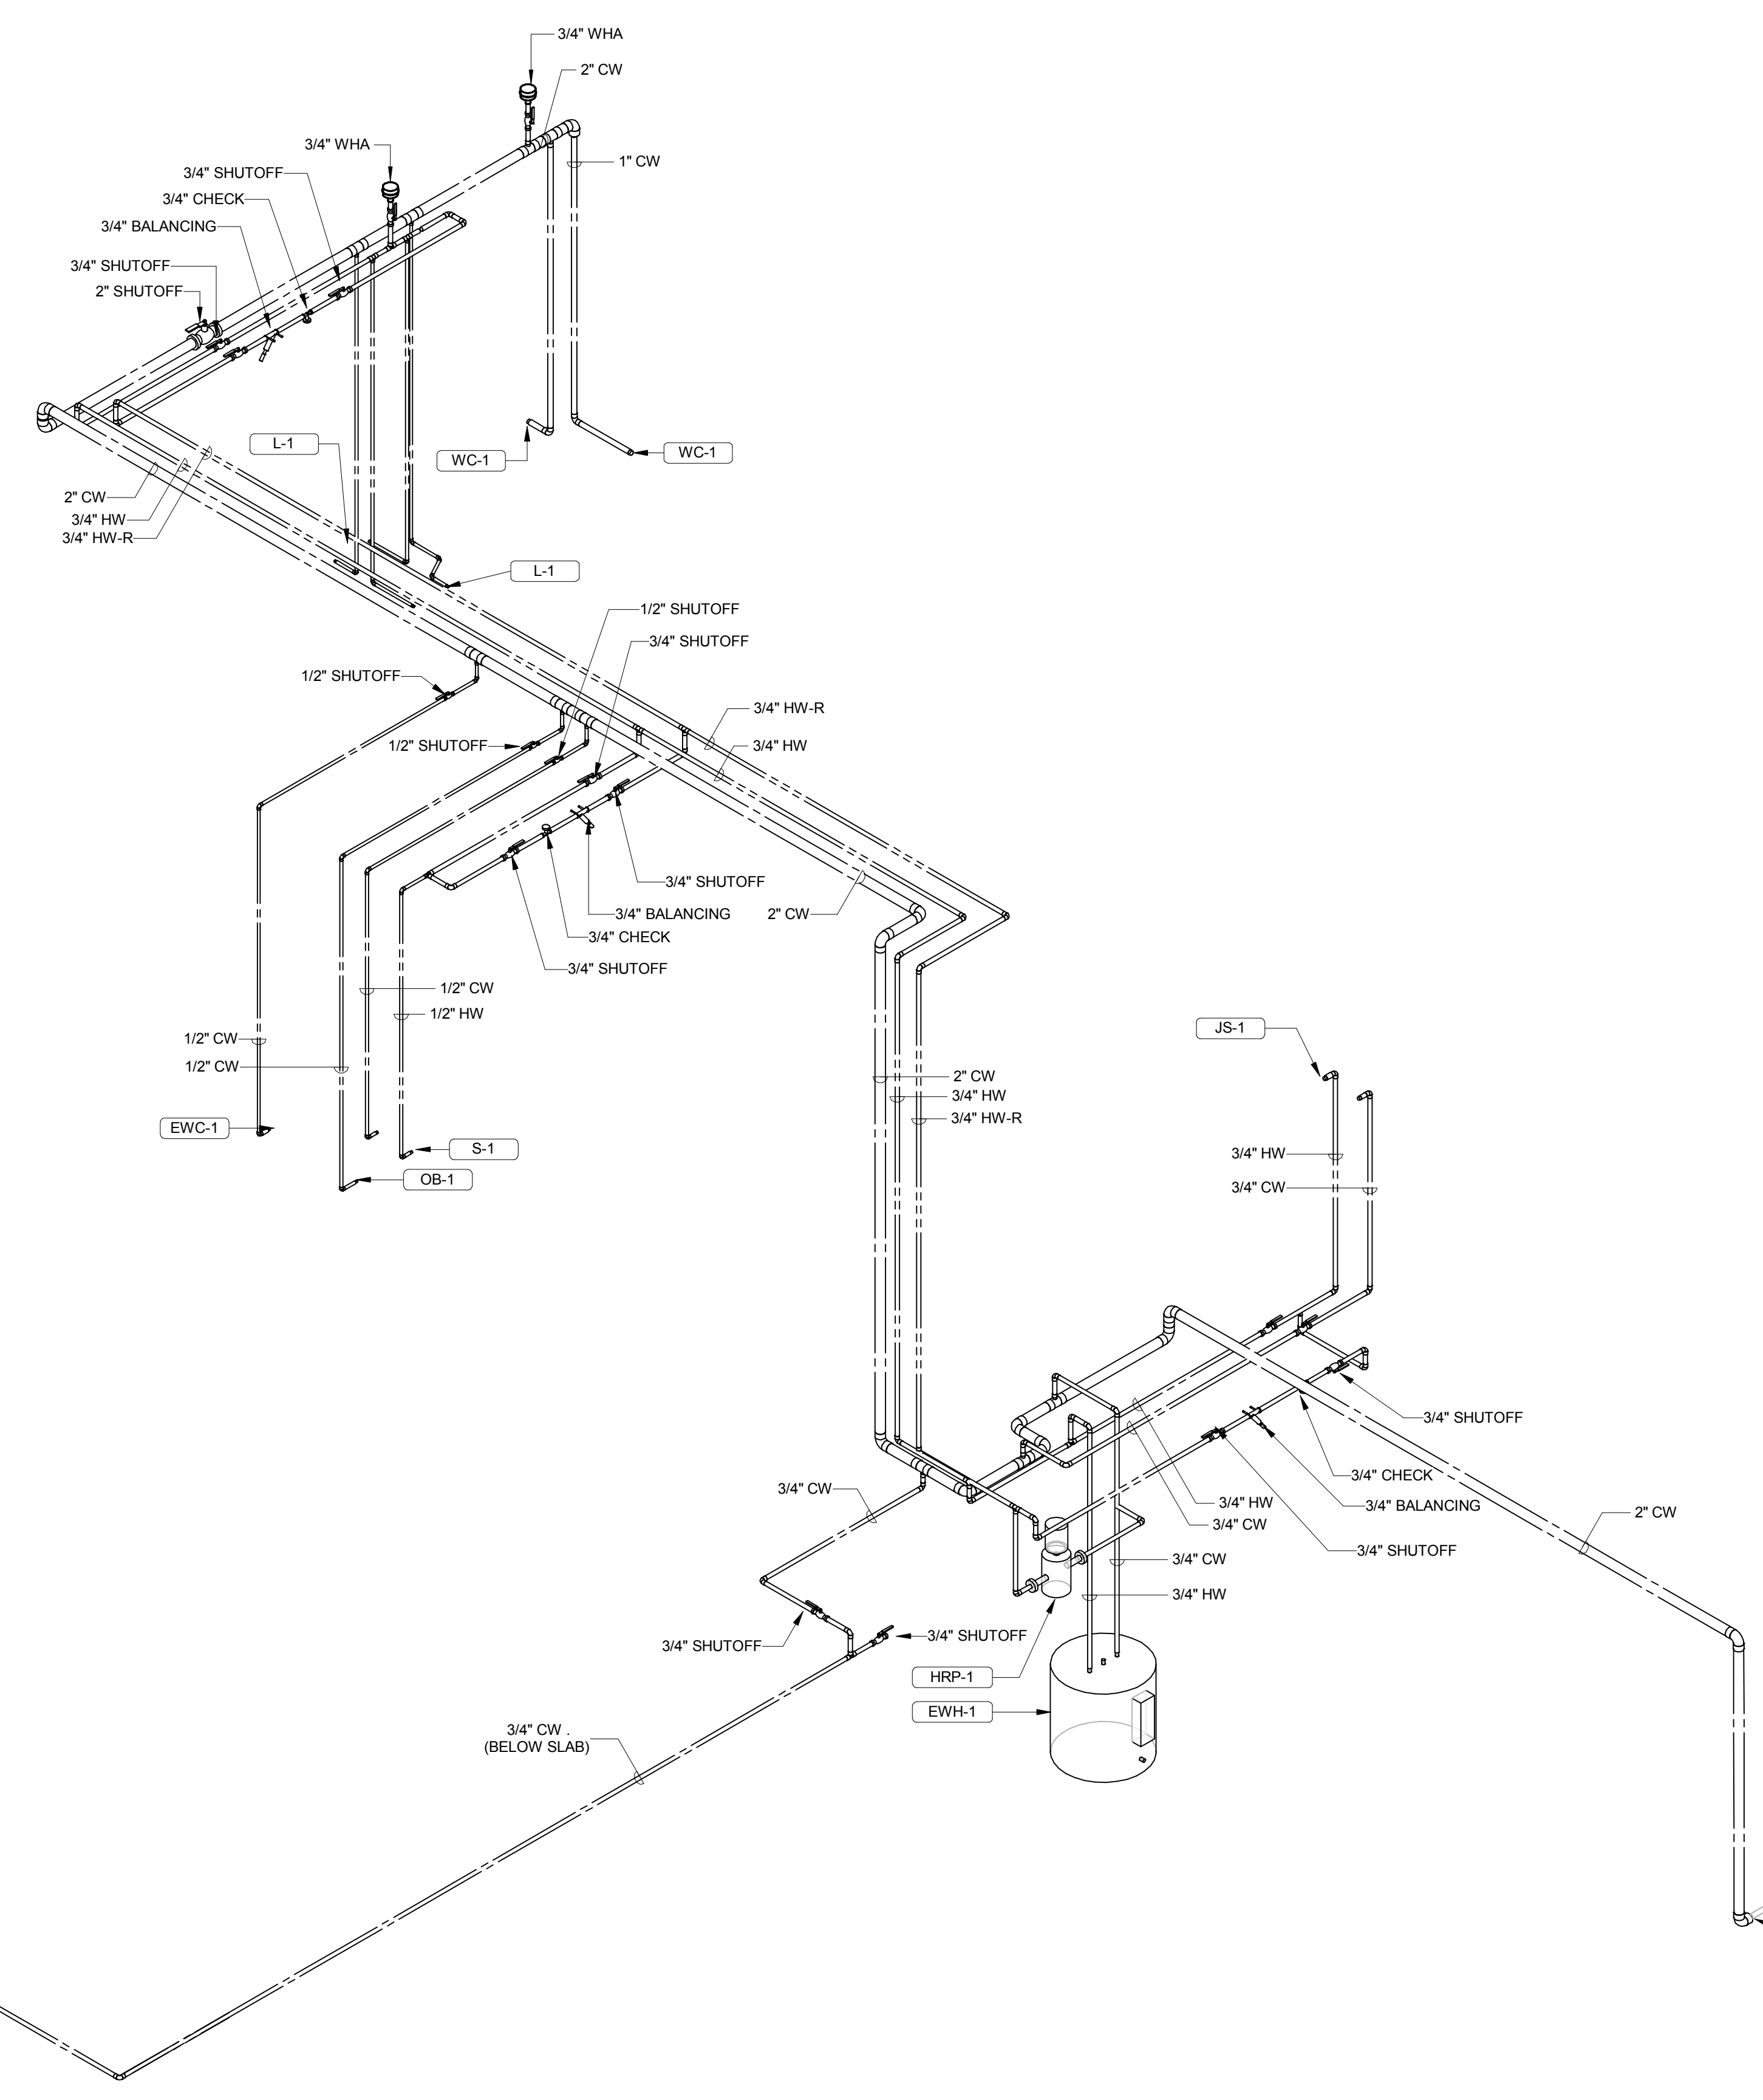 3/4" WHA
2" CW
3/4" WHA
1" CW
3/4" SHUTOFF
3/4" CHECK
3/4" BALANCING
3/4" SHUTOFF
2" SHUTOFF
L-1
WC-1
WC-1
2" CW
3/4" HW
3/4" HW-R
L-1
1/2" SHUTOFF
3/4" SHUTOFF
1/2" SHUTOFF
3/4" HW-R
1/2" SHUTOFF
3/4" HW
3/4" SHUTOFF
3/4" BALANCING
2" CW
3/4" CHECK
3/4" SHUTOFF
1/2" CW
1/2" HW
JS-1
1/2" CW
1/2" CW
2" CW
3/4" HW
3/4" HW-R
EWC-1
S-1
3/4" HW
OB-1
3/4" CW
3/4" SHUTOFF
3/4" CHECK
3/4" CW
3/4" HW
3/4" BALANCING
2" CW
3/4" CW
3/4" SHUTOFF
3/4" CW
3/4" HW
3/4" SHUTOFF
3/4" SHUTOFF
HRP-1
EWH-1
3/4" CW .
(BELOW SLAB)